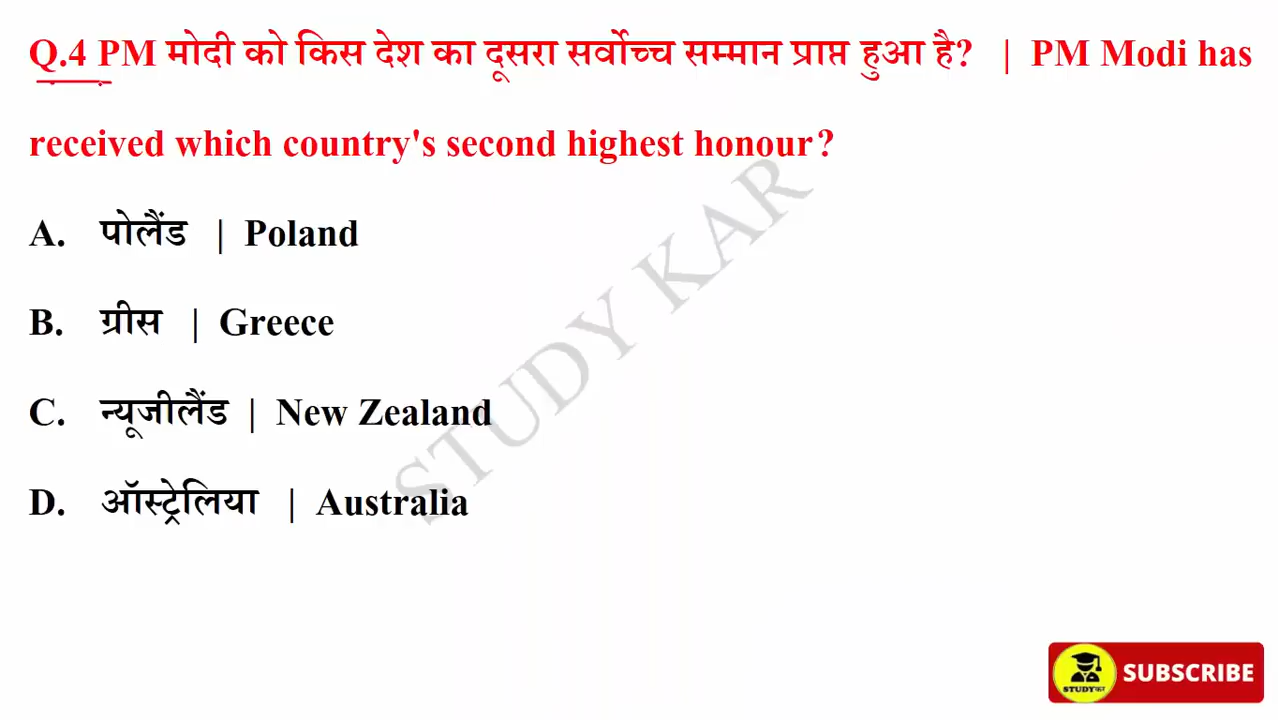 Q.4 PM मोदी को किस देश का दूसरा सर्वोच्च सम्मान प्राप्त हुआ है? | PM Modi has
received which country's second highest honour?
A. पोलैंड | Poland
B. ग्रीस | Greece
C. न्यूजीलैंड | New Zealand
D. ऑस्ट्रेलिया | Australia
STUDY KAR
STUDYका
SUBSCRIBE